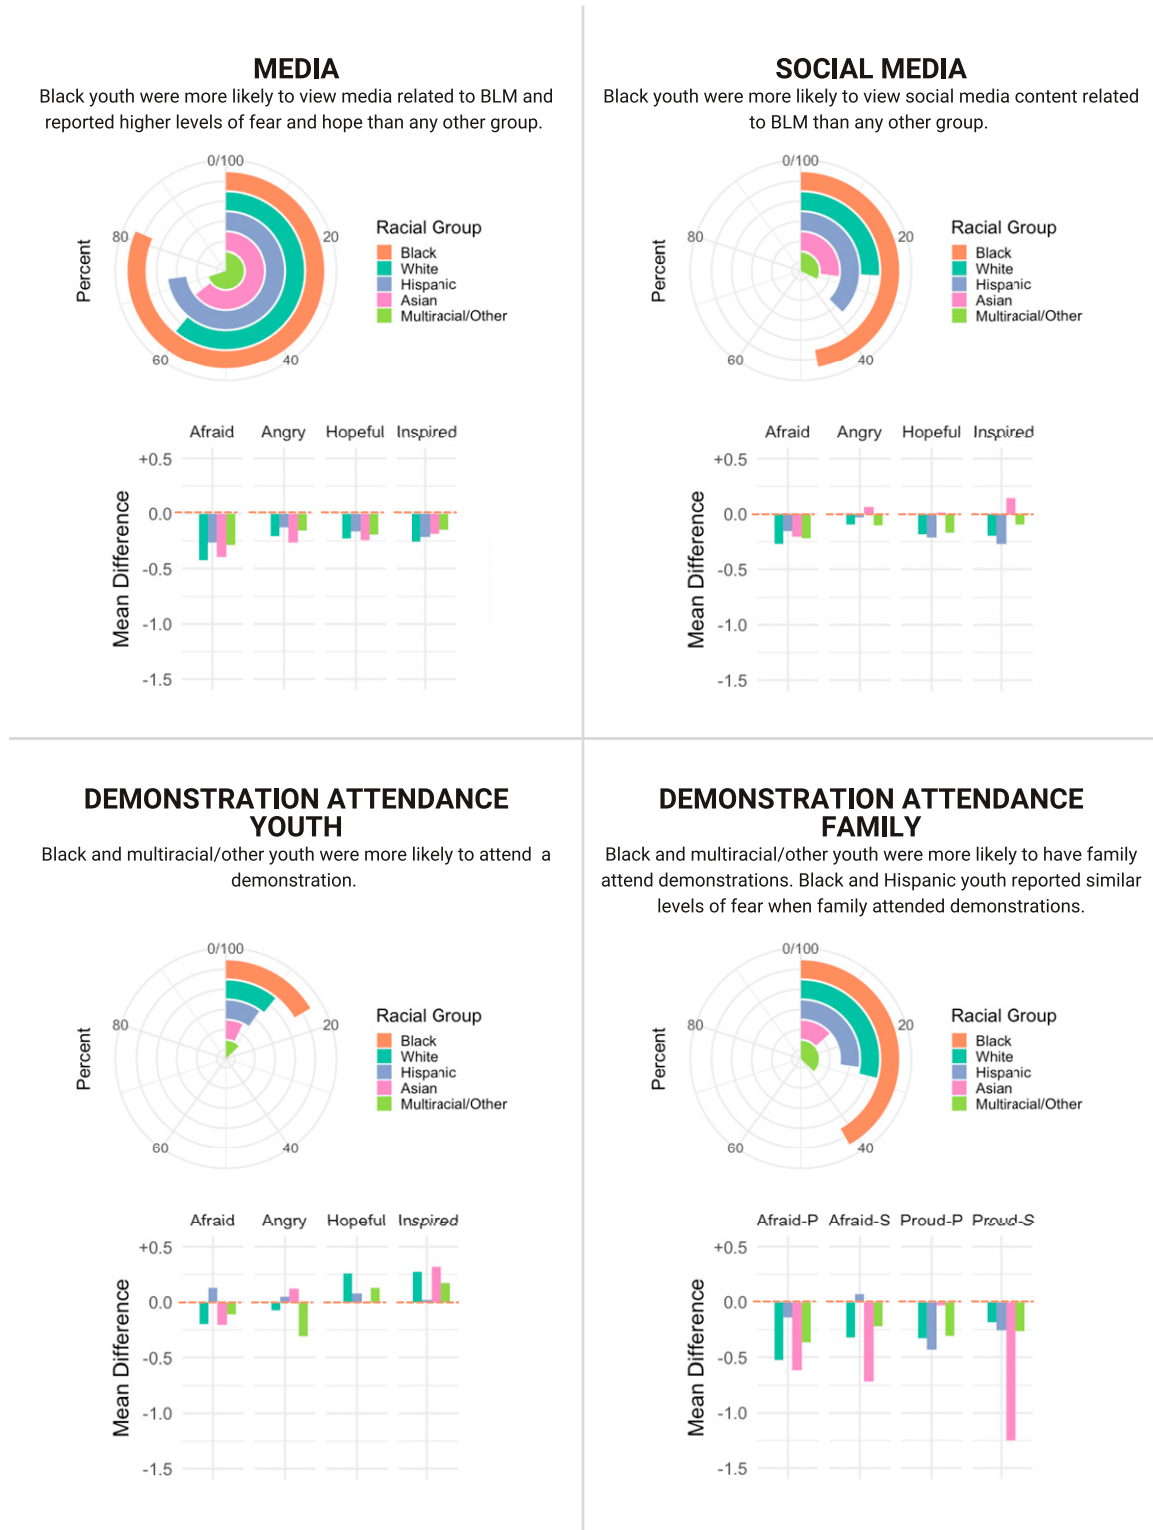 MEDIA
Black youth were more likely to view media related to BLM and
reported higher levels of fear and hope than any other group.
0/100
20
40
60
80
Percent
Racial Group
Black
White
Hispanic
Asian
Multiracial/Other
Afraid Angry Hopeful Inspired
+0.5
0.0
-0.5
-1.0
-1.5
Mean Difference
SOCIAL MEDIA
Black youth were more likely to view social media content related
to BLM than any other group.
0/100
20
40
60
80
Percent
Racial Group
Black
White
Hispanic
Asian
Multiracial/Other
Afraid Angry Hopeful Inspired
+0.5
0.0
-0.5
-1.0
-1.5
Mean Difference
DEMONSTRATION ATTENDANCE
YOUTH
Black and multiracial/other youth were more likely to attend a
demonstration.
0/100
20
40
60
80
Percent
Racial Group
Black
White
Hispanic
Asian
Multiracial/Other
Afraid Angry Hopeful Inspired
+0.5
0.0
-0.5
-1.0
-1.5
Mean Difference
DEMONSTRATION ATTENDANCE
FAMILY
Black and multiracial/other youth were more likely to have family
attend demonstrations. Black and Hispanic youth reported similar
levels of fear when family attended demonstrations.
0/100
20
40
60
80
Percent
Racial Group
Black
White
Hispanic
Asian
Multiracial/Other
Afraid-P Afraid-S Proud-P Proud-S
+0.5
0.0
-0.5
-1.0
-1.5
Mean Difference